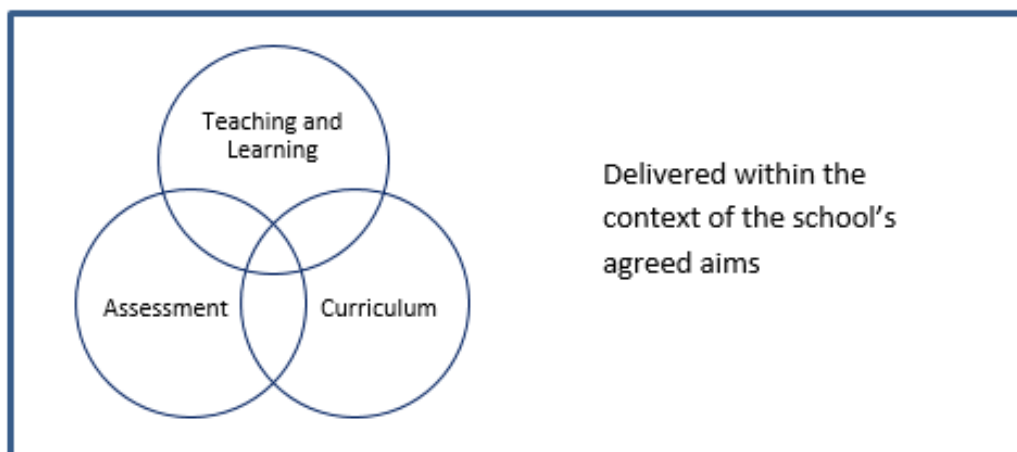 Teaching and
Learning
Assessment
Curriculum
Delivered within the
context of the school’s
agreed aims